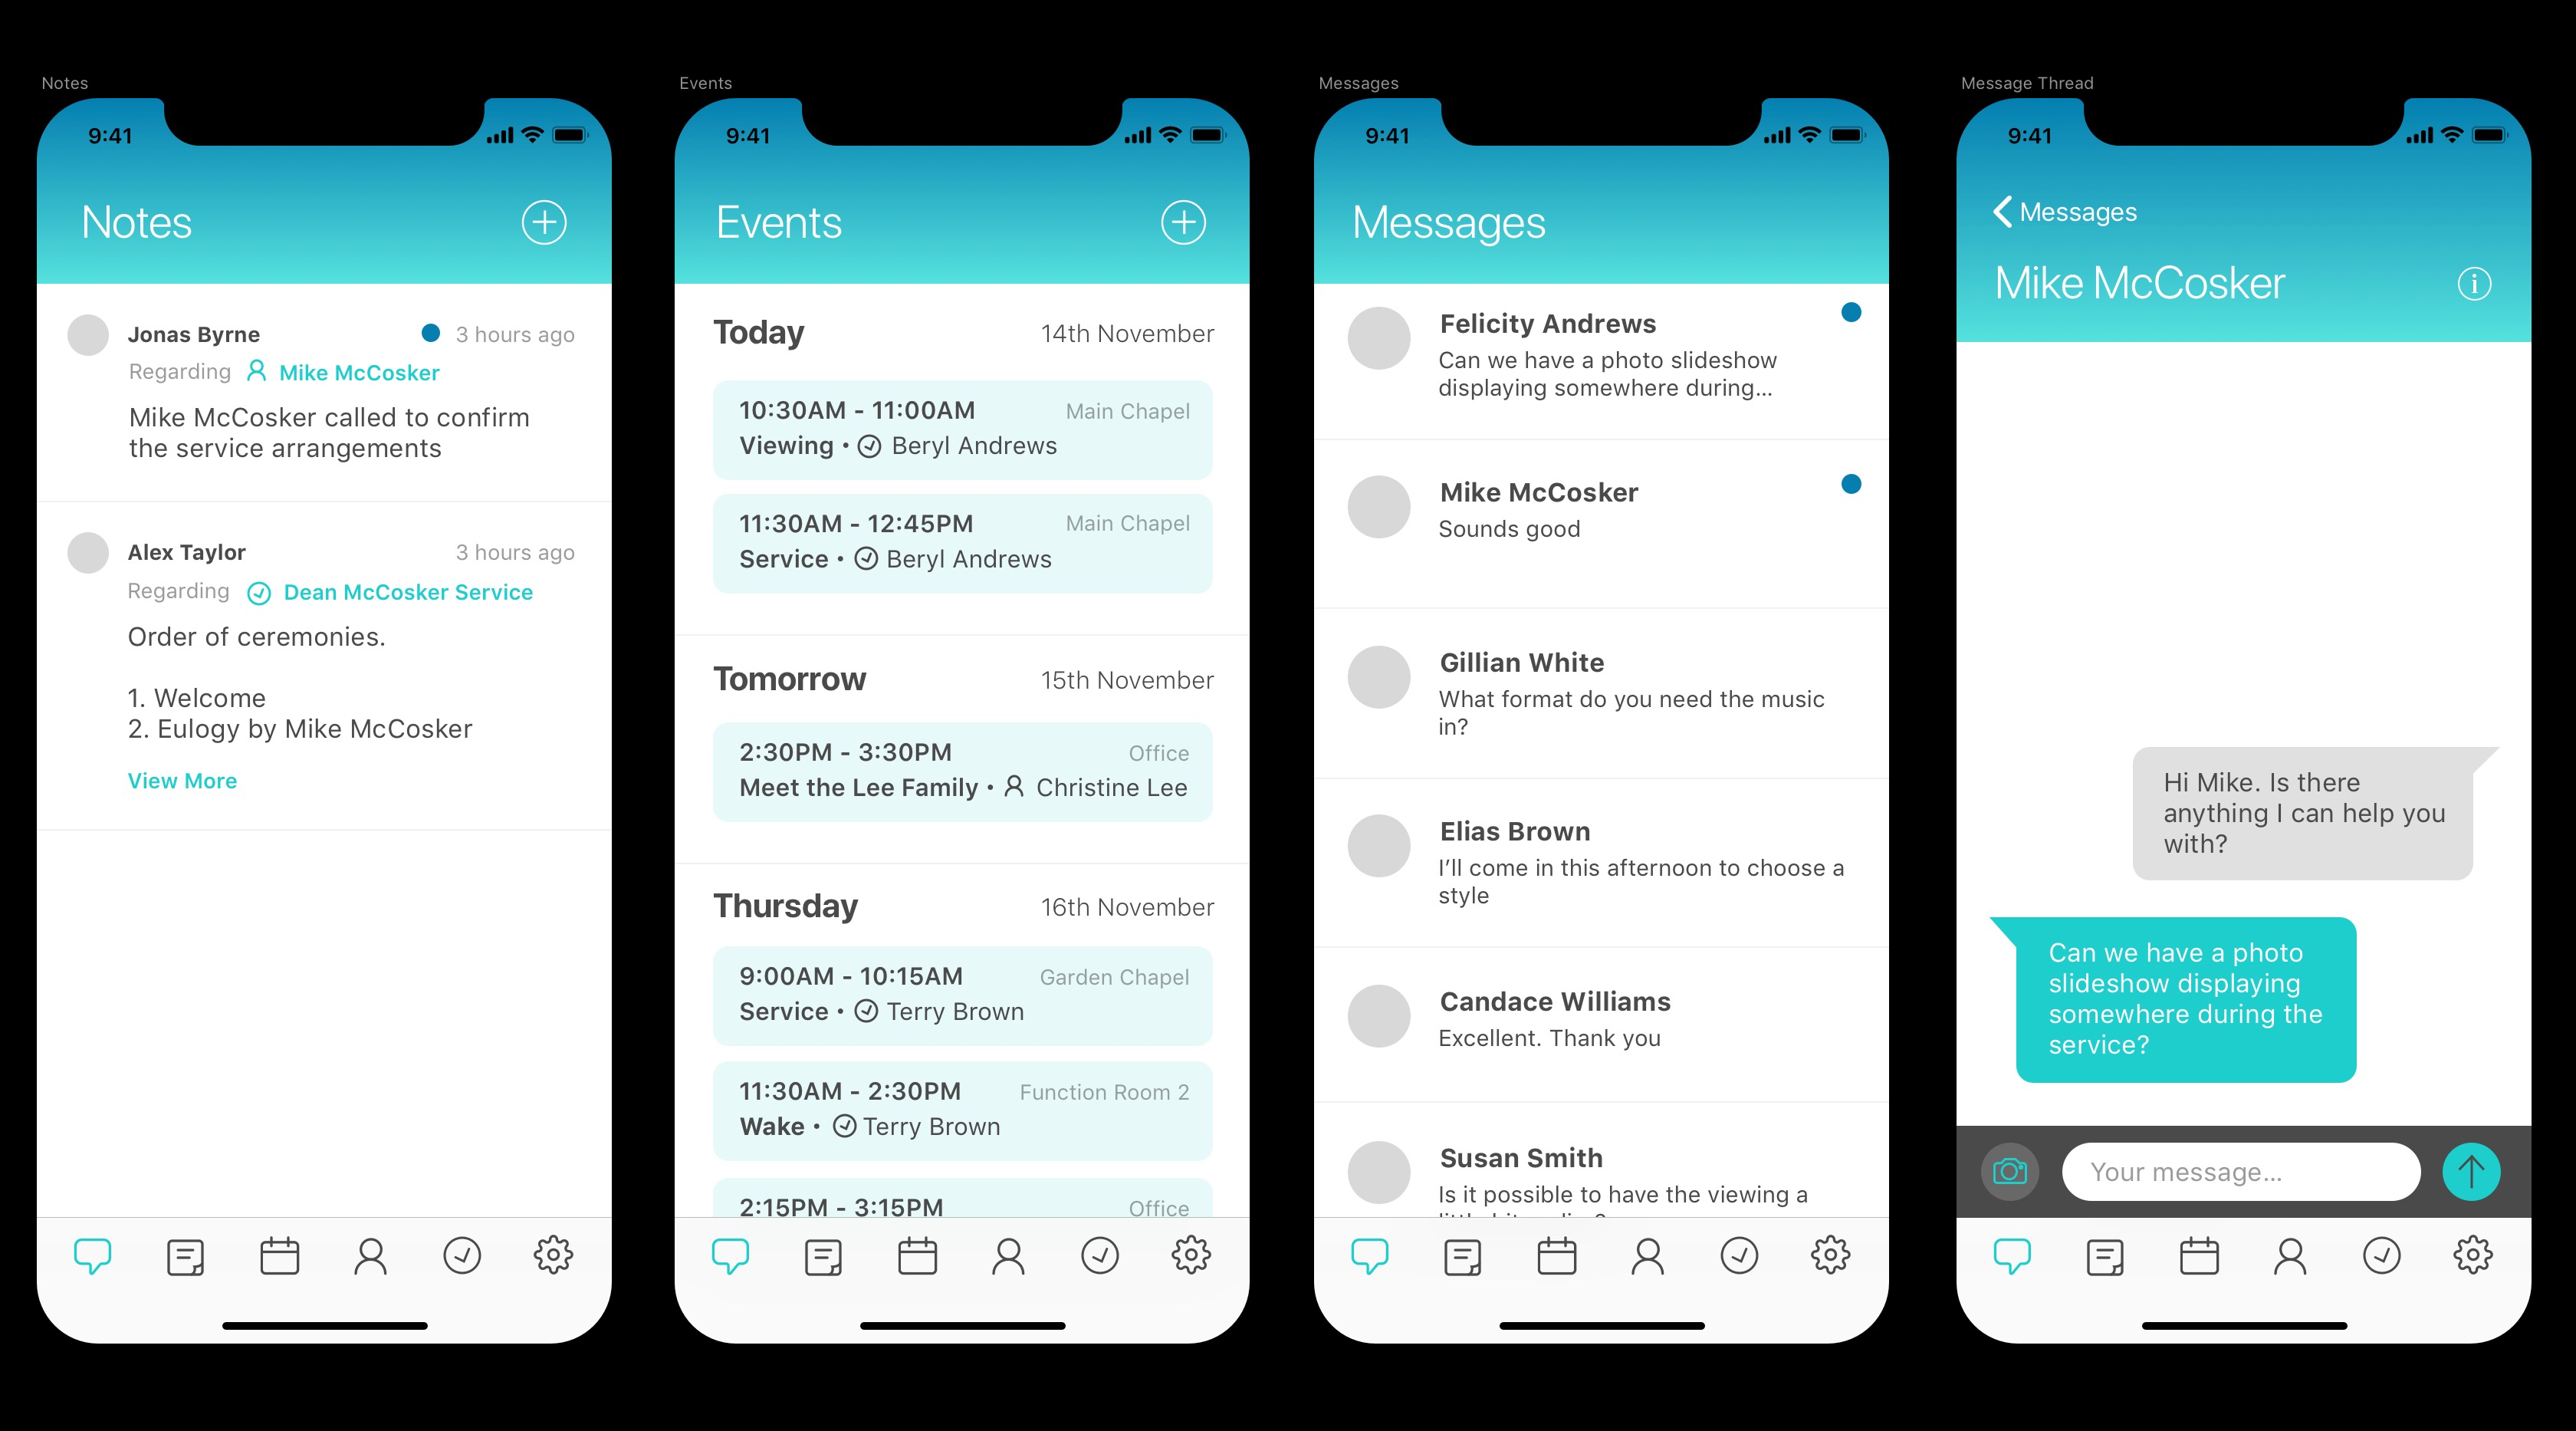 Notes
9:41
Notes
Jonas Byrne 3 hours ago
Regarding Mike McCosker
Mike McCosker called to confirm
the service arrangements
Alex Taylor 3 hours ago
Regarding Dean McCosker Service
Order of ceremonies.
1. Welcome
2. Eulogy by Mike McCosker
View More
Events
9:41
Events
Today 14th November
10:30AM - 11:00AM Main Chapel
Viewing • Beryl Andrews
11:30AM - 12:45PM Main Chapel
Service • Beryl Andrews
Tomorrow 15th November
2:30PM - 3:30PM Office
Meet the Lee Family • Christine Lee
Thursday 16th November
9:00AM - 10:15AM Garden Chapel
Service • Terry Brown
11:30AM - 2:30PM Function Room 2
Wake • Terry Brown
2:15PM - 3:15PM Office
Messages
9:41
Messages
Felicity Andrews
Can we have a photo slideshow
displaying somewhere during...
Mike McCosker
Sounds good
Gillian White
What format do you need the music
in?
Elias Brown
I’ll come in this afternoon to choose a
style
Candace Williams
Excellent. Thank you
Susan Smith
Is it possible to have the viewing a
Message Thread
9:41
Messages
Mike McCosker
Hi Mike. Is there
anything I can help you
with?
Can we have a photo
slideshow displaying
somewhere during the
service?
Your message...